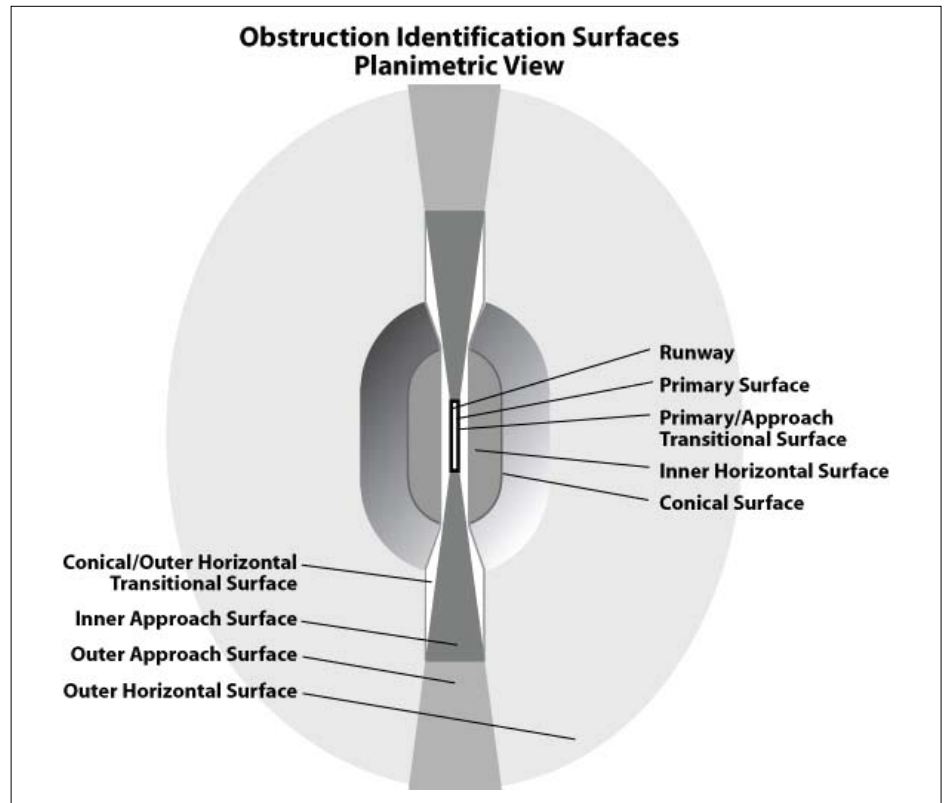 Obstruction Identification Surfaces
Planimetric View
Runway
Primary Surface
Primary/Approach
Transitional Surface
Inner Horizontal Surface
Conical Surface
Conical/Outer Horizontal
Transitional Surface
Inner Approach Surface
Outer Approach Surface
Outer Horizontal Surface